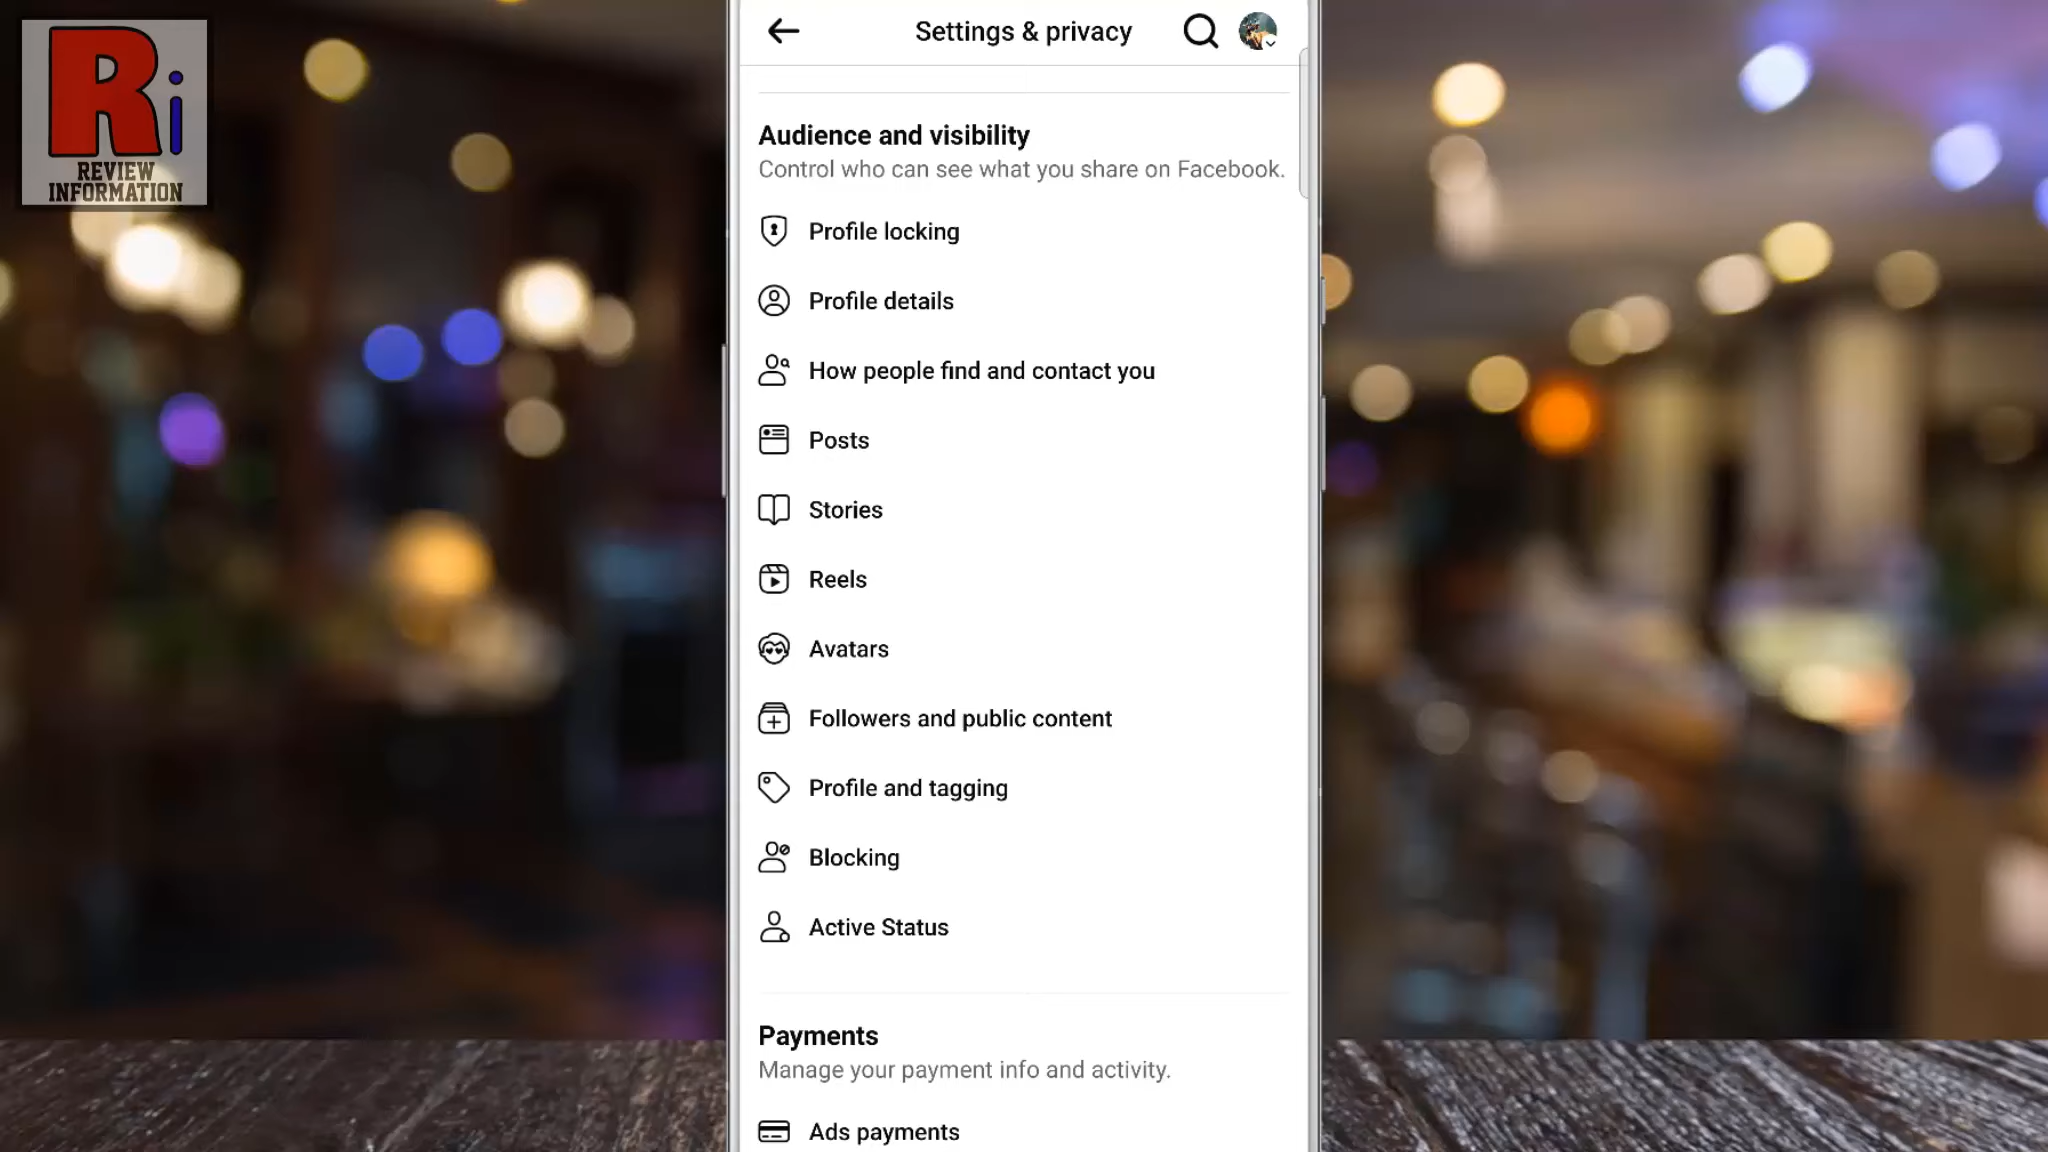 Ri
REVIEW
INFORMATION
Settings & privacy
Audience and visibility
Control who can see what you share on Facebook.
Profile locking
Profile details
How people find and contact you
Posts
Stories
Reels
Avatars
Followers and public content
Profile and tagging
Blocking
Active Status
Payments
Manage your payment info and activity.
Ads payments